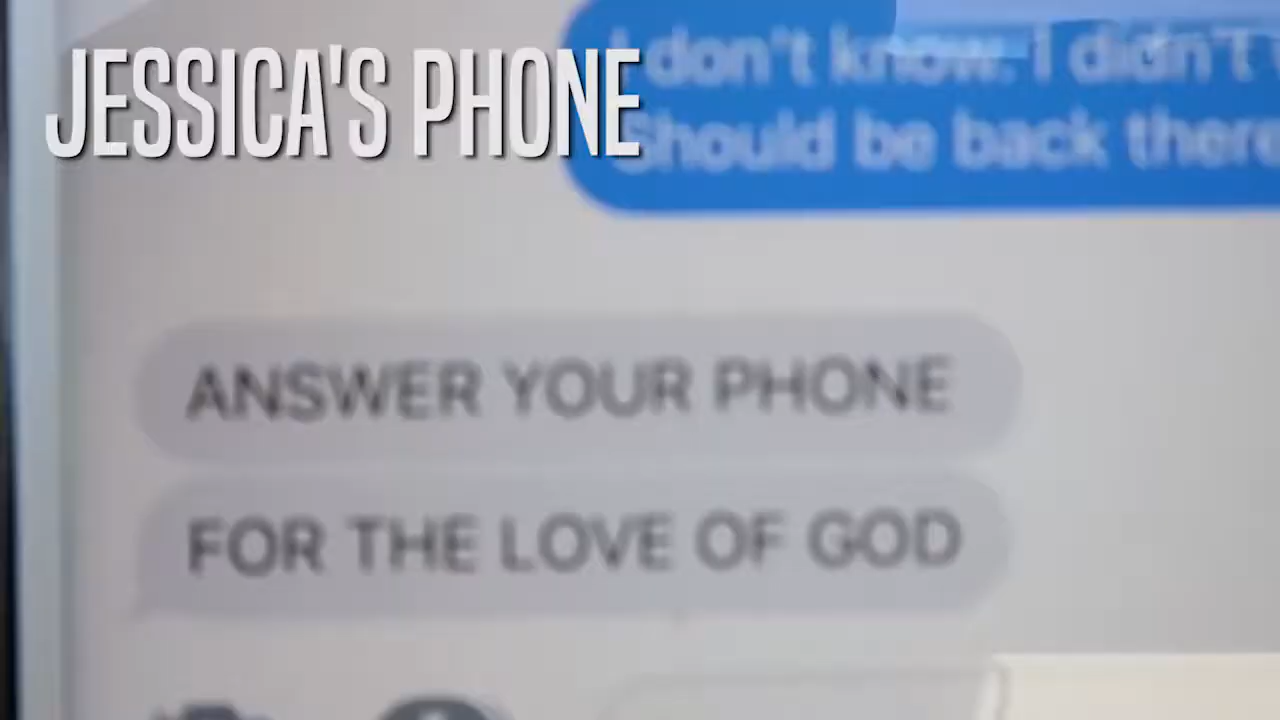 JESSICA'S PHONE
I don't know. I didn't
Should be back there
ANSWER YOUR PHONE
FOR THE LOVE OF GOD